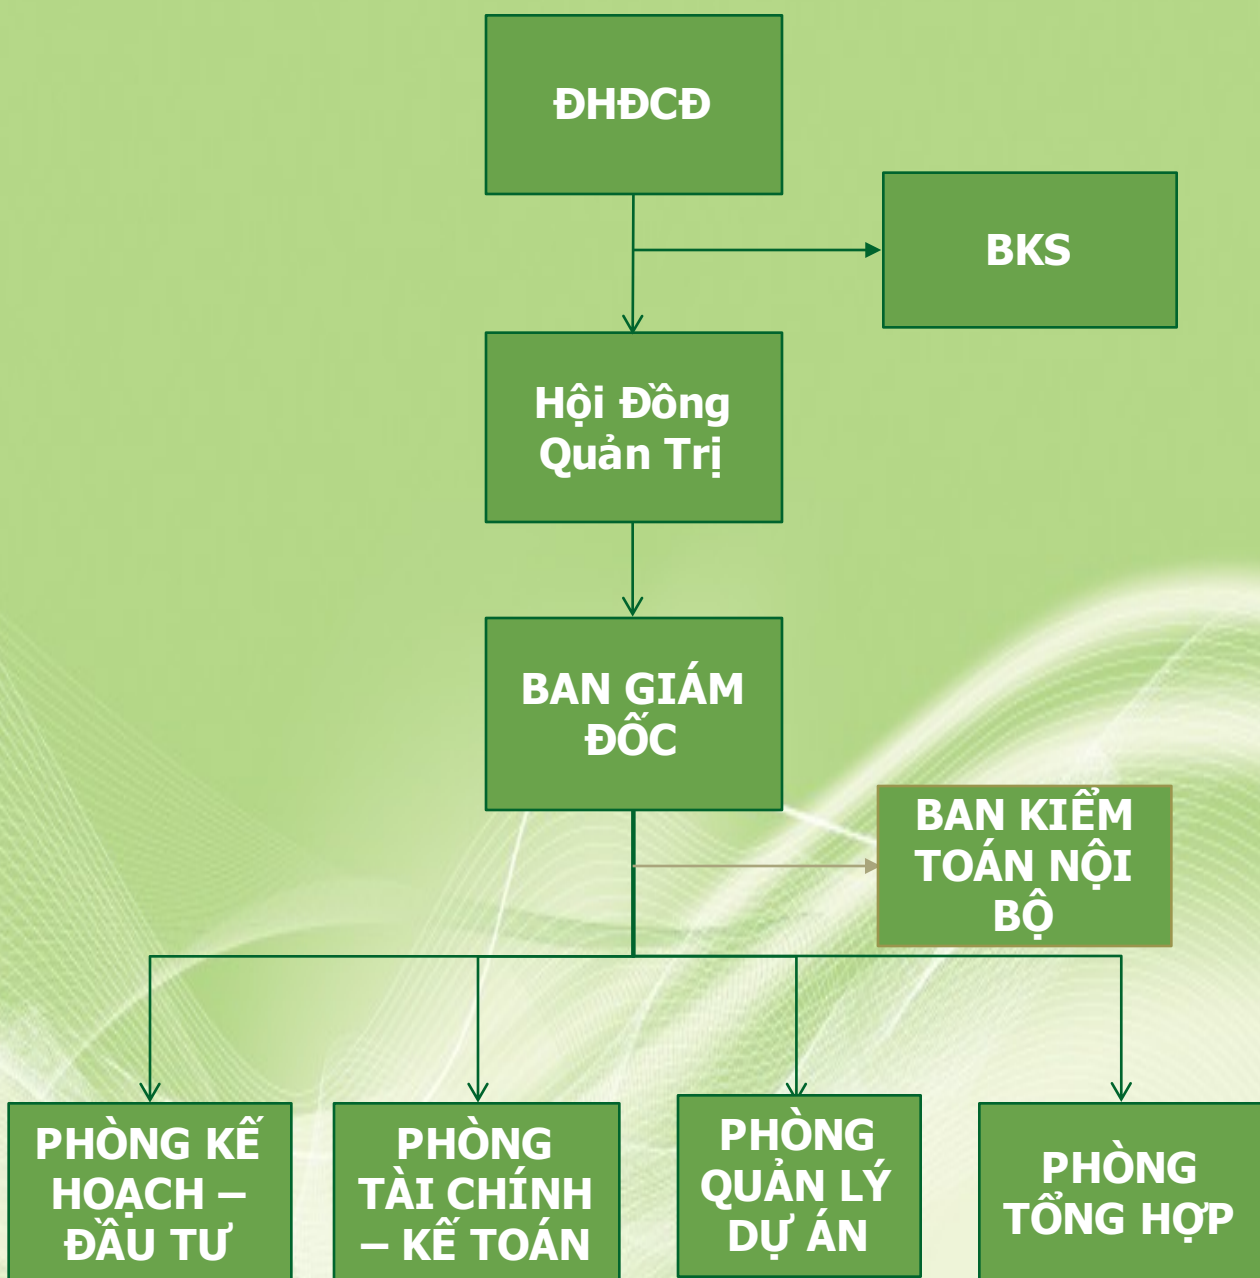 ĐHĐCĐ
BKS
Hội Đồng
Quản Trị
BAN GIÁM
ĐỐC
BAN KIỂM
TOÁN NỘI
BỘ
PHÒNG KẾ
HOẠCH –
ĐẦU TƯ
PHÒNG
TÀI CHÍNH
– KẾ TOÁN
PHÒNG
QUẢN LÝ
DỰ ÁN
PHÒNG
TỔNG HỢP